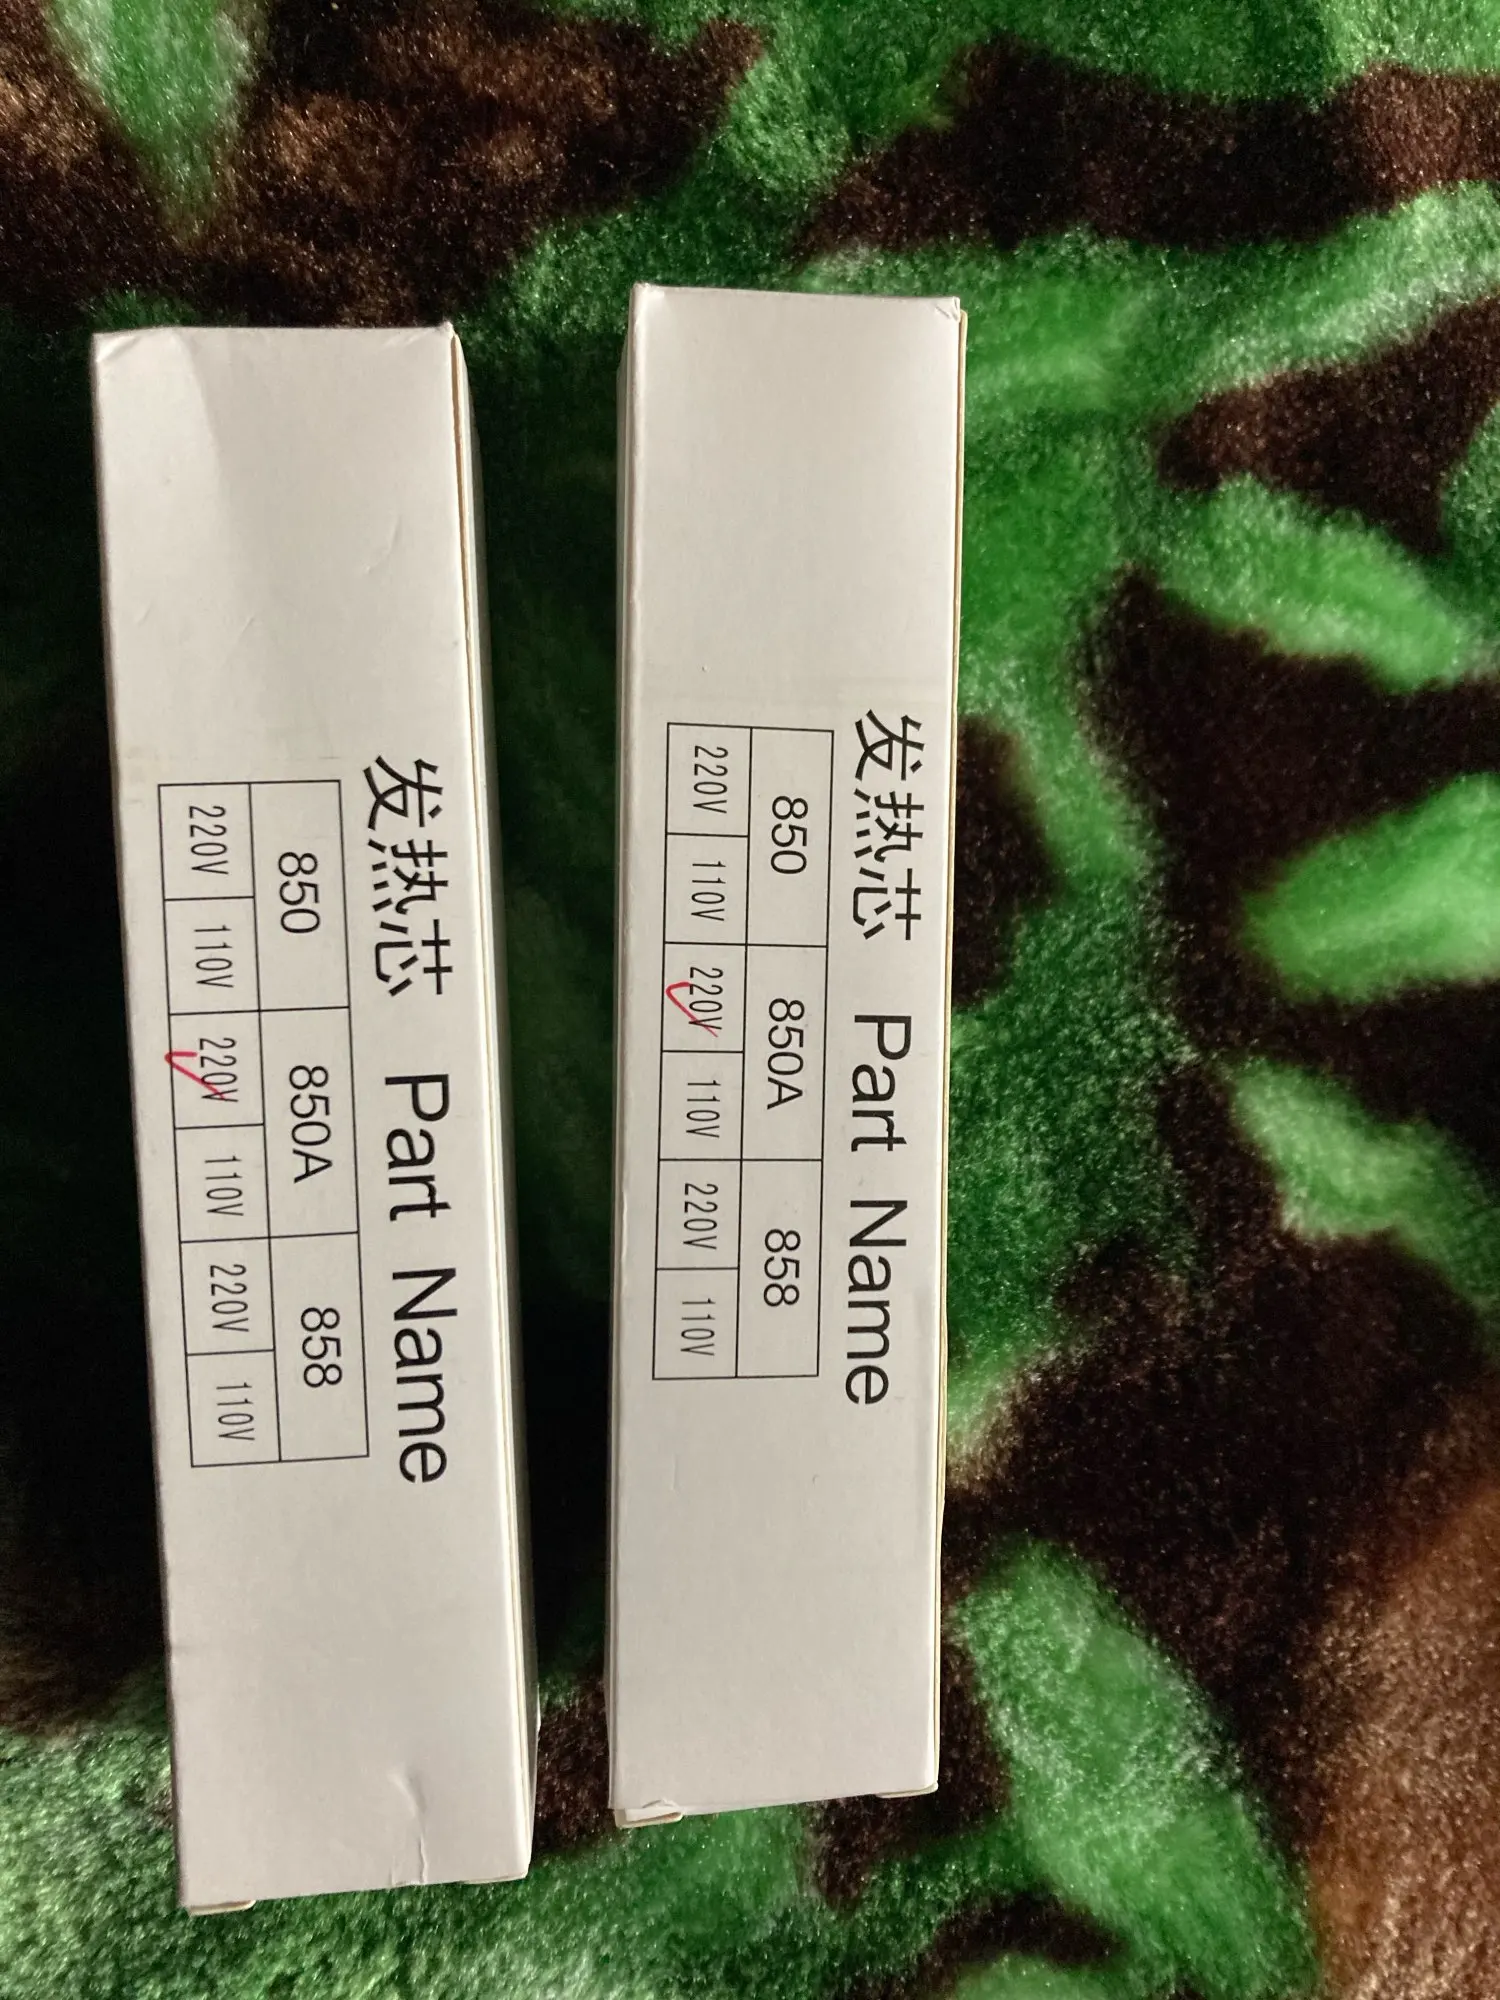 发热芯 Part Name
850 850A 858
220V 110V 220V 110V 220V 110V
发热芯 Part Name
850 850A 858
220V 110V 220V 110V 220V 110V